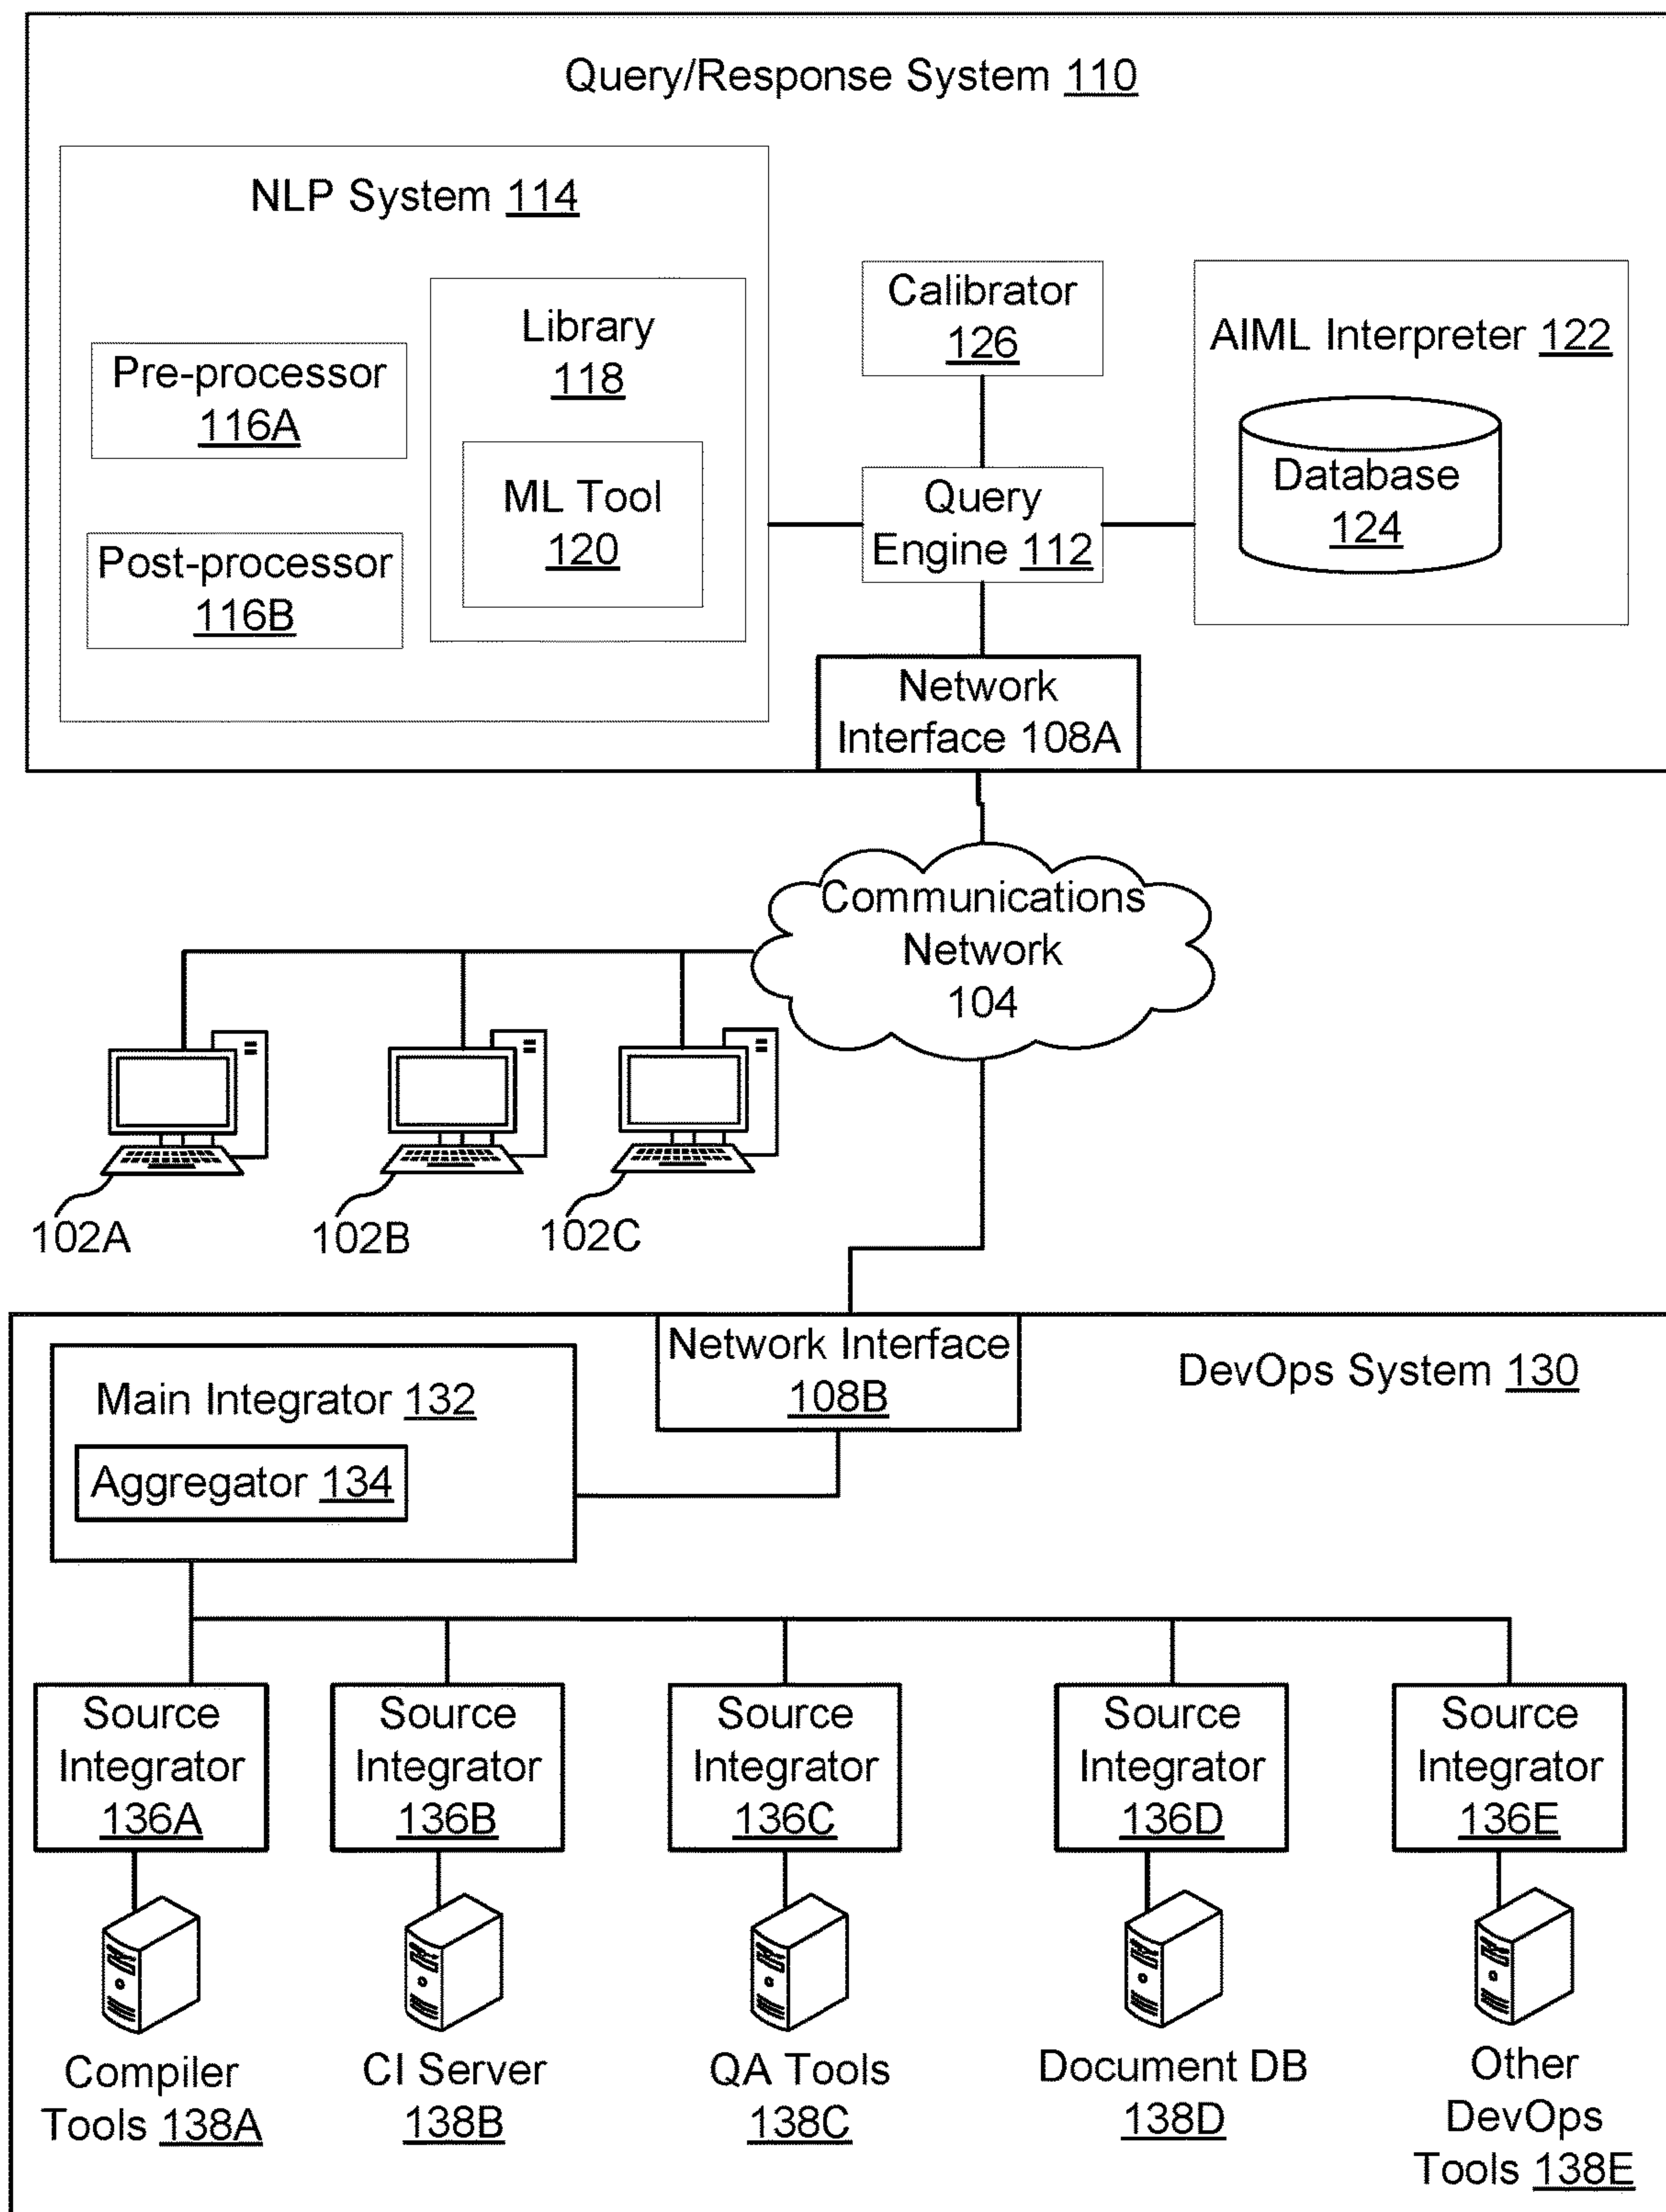 Query/Response System 110
NLP System 114
Pre-processor
116A
Post-processor
116B
Library
118
ML Tool
120
Calibrator
126
Query
Engine 112
AIML Interpreter 122
Database
124
Network
Interface 108A
Communications
Network
104
102A
102B
102C
Network Interface
108B
DevOps System 130
Main Integrator 132
Aggregator 134
Source
Integrator
136A
Source
Integrator
136B
Source
Integrator
136C
Source
Integrator
136D
Source
Integrator
136E
Compiler
Tools 138A
CI Server
138B
QA Tools
138C
Document DB
138D
Other
DevOps
Tools 138E